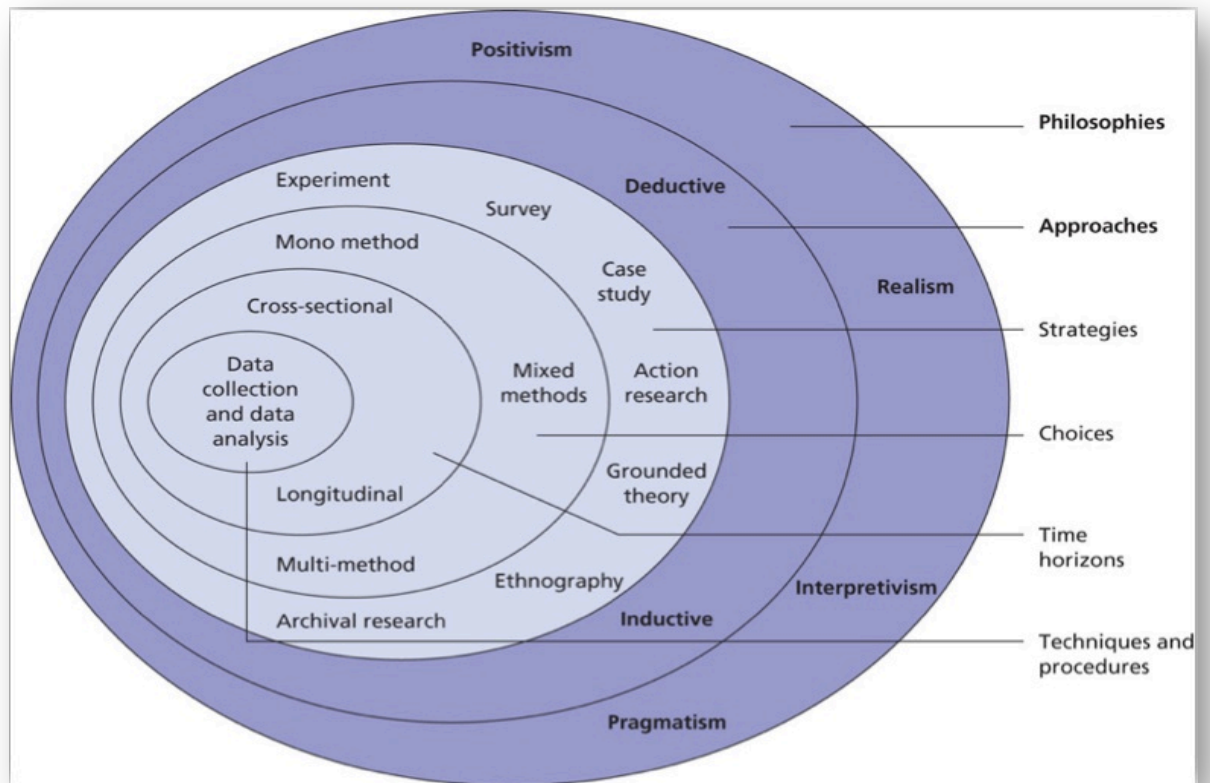 Positivism
Philosophies
Experiment
Deductive
Survey
Approaches
Mono method
Case
study
Realism
Cross-sectional
Strategies
Data
collection
and data
analysis
Mixed
methods
Action
research
Choices
Longitudinal
Grounded
theory
Time
horizons
Multi-method
Ethnography
Interpretivism
Archival research
Inductive
Techniques and
procedures
Pragmatism